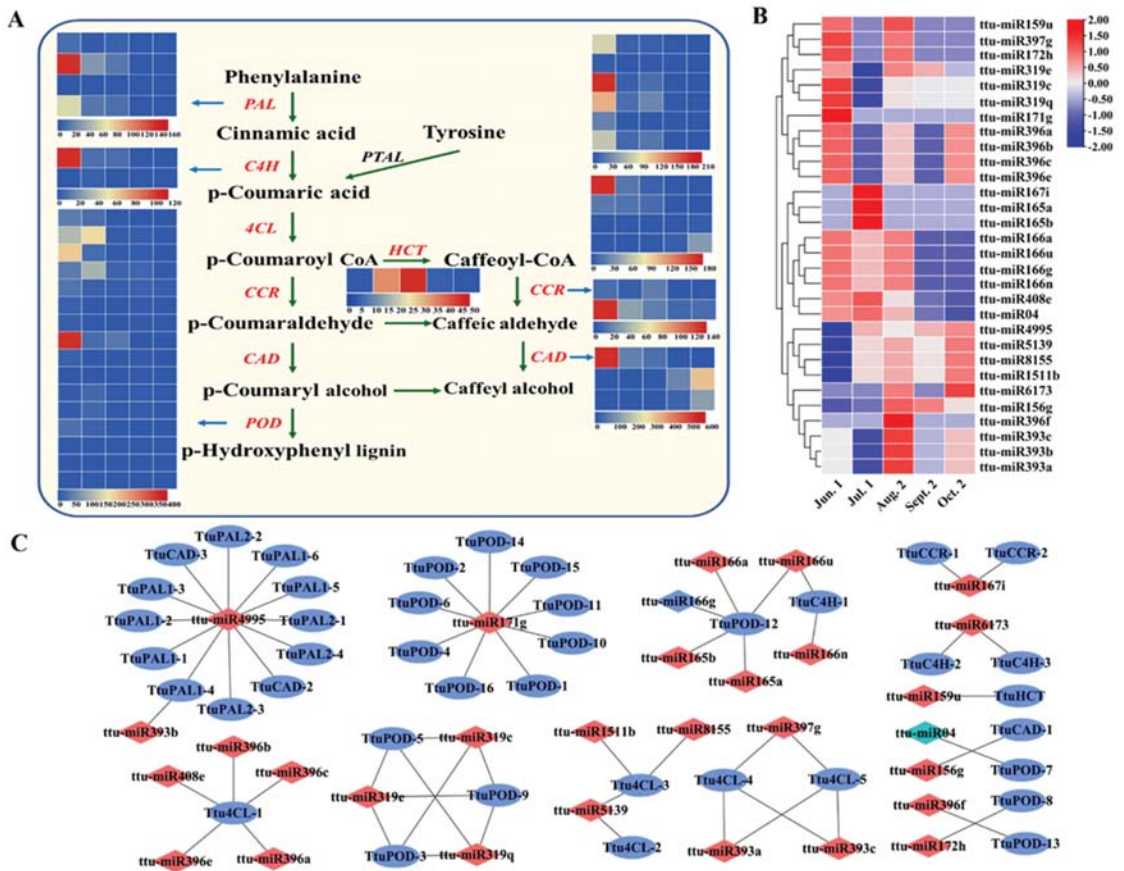 A
Phenylalanine
PAL
0 20 40 60 80 100 120 140 160
Cinnamic acid
Tyrosine
C4H
PTAL
0 20 40 60 80 100 120
p-Coumaric acid
4CL
p-Coumaroyl CoA
HCT
Caffeoyl-CoA
0 5 10 15 20 25 30 35 40 45 50
CCR
CCR
p-Coumaraldehyde
Caffeic aldehyde
CAD
CAD
p-Coumaryl alcohol
Caffeyl alcohol
POD
p-Hydroxyphenyl lignin
0 50 100 150 200 250 300 350 400
0 30 60 90 120 150 180 210
0 30 60 90 120 150 180
0 20 40 60 80 100 120 140
0 100 200 300 400 500 600
B
ttu-miR159u
ttu-miR397g
ttu-miR172h
ttu-miR319e
ttu-miR319c
ttu-miR319q
ttu-miR171g
ttu-miR396a
ttu-miR396b
ttu-miR396c
ttu-miR396e
ttu-miR167i
ttu-miR165a
ttu-miR165b
ttu-miR166a
ttu-miR166u
ttu-miR166g
ttu-miR166n
ttu-miR408e
ttu-miR04
ttu-miR4995
ttu-miR5139
ttu-miR8155
ttu-miR1511b
ttu-miR6173
ttu-miR156g
ttu-miR396f
ttu-miR393c
ttu-miR393b
ttu-miR393a
Jun. 1
Jul. 1
Aug. 2
Sept. 2
Oct. 2
2.00
1.50
1.00
0.50
0.00
-0.50
-1.00
-1.50
-2.00
C
TtuPAL2-2
TtuCAD-3
TtuPAL1-6
TtuPAL1-3
TtuPAL1-5
TtuPAL1-2
ttu-miR4995
TtuPAL2-1
TtuPAL1-1
TtuPAL2-4
TtuPAL1-4
TtuCAD-2
TtuPAL2-3
ttu-miR393b
TtuPOD-14
TtuPOD-2
TtuPOD-15
TtuPOD-6
TtuPOD-11
ttu-miR171g
TtuPOD-4
TtuPOD-10
TtuPOD-16
TtuPOD-1
ttu-miR166a
ttu-miR166u
ttu-miR166g
TtuC4H-1
TtuPOD-12
ttu-miR165b
ttu-miR166n
ttu-miR165a
TtuCCR-1
TtuCCR-2
ttu-miR167i
ttu-miR6173
TtuC4H-2
TtuC4H-3
ttu-miR159u
TtuHCT
ttu-miR04
TtuCAD-1
ttu-miR156g
TtuPOD-7
ttu-miR396f
TtuPOD-8
ttu-miR172h
TtuPOD-13
ttu-miR396b
ttu-miR408e
ttu-miR396c
Ttu4CL-1
ttu-miR396e
ttu-miR396a
TtuPOD-5
ttu-miR319c
ttu-miR319e
TtuPOD-9
TtuPOD-3
ttu-miR319q
ttu-miR1511b
ttu-miR8155
Ttu4CL-3
ttu-miR5139
Ttu4CL-2
ttu-miR397g
Ttu4CL-4
Ttu4CL-5
ttu-miR393a
ttu-miR393c